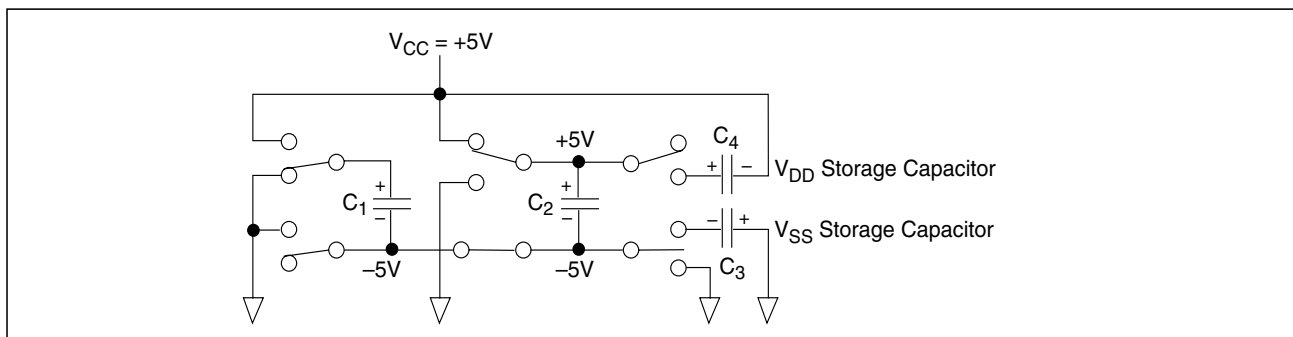 V_CC = +5V
+5V
C_4
+ –
V_DD Storage Capacitor
+
C_1
–
+
C_2
–
– +
V_SS Storage Capacitor
C_3
–5V
–5V